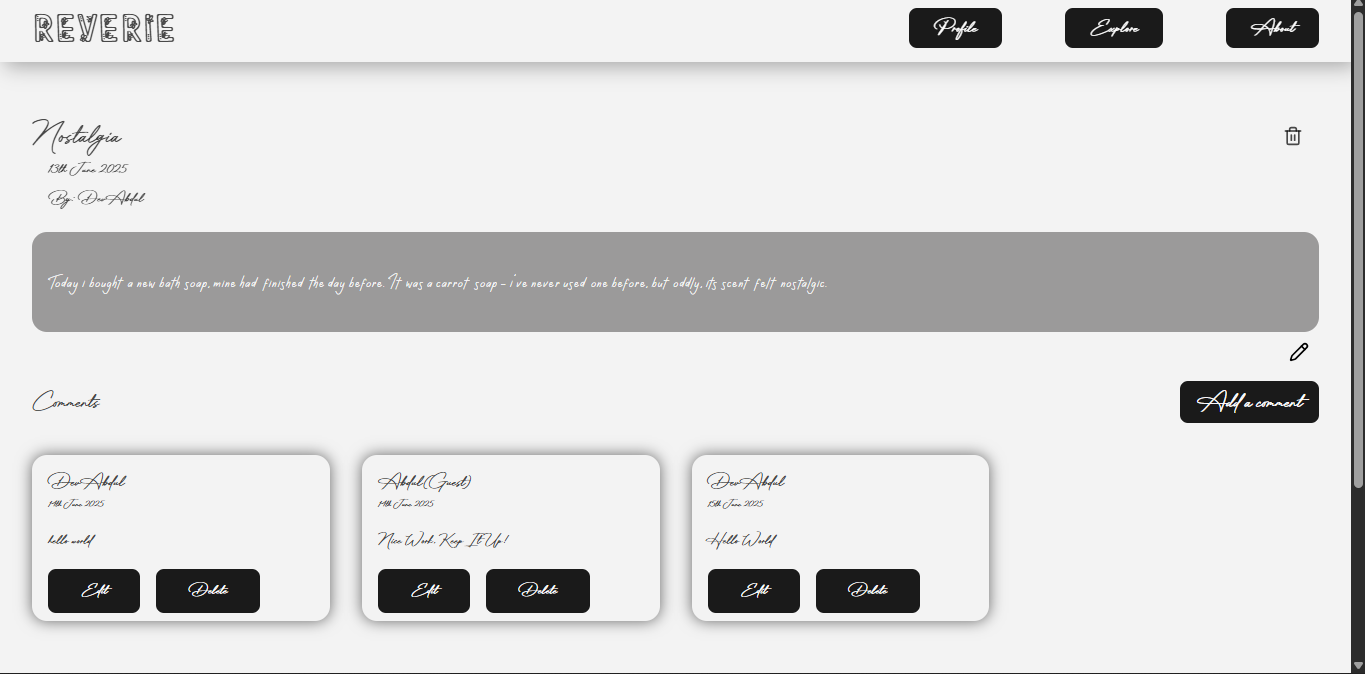 REVERIE
Profile
Explore
About
Nostalgia
13th June 2025
By: DevAbdul
Today i bought a new bath soap, mine had finished the day before. It was a carrot soap - i've never used one before, but oddly, its scent felt nostalgic.
Comments
Add a comment
DevAbdul
14th June 2025
hello world
Edit
Delete
Abdul(Guest)
14th June 2025
Nice Work, Keep It Up!
Edit
Delete
DevAbdul
15th June 2025
Hello World
Edit
Delete